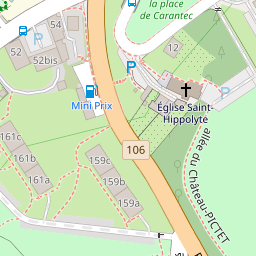 la place
de Carantec
54
52
52bis
12
P
P
Mini Prix
Église Saint-
Hippolyte
allée du Château-PICTET
106
161c
161b
161a
159c
159b
159a